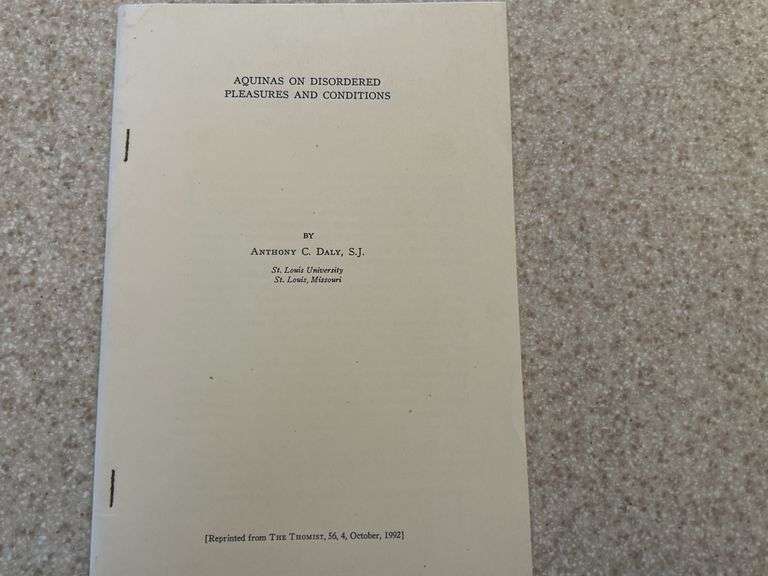 AQUINAS ON DISORDERED
PLEASURES AND CONDITIONS
BY
ANTHONY C. DALY, S.J.
St. Louis University
St. Louis, Missouri
[Reprinted from THE THOMIST, 56, 4, October, 1992]